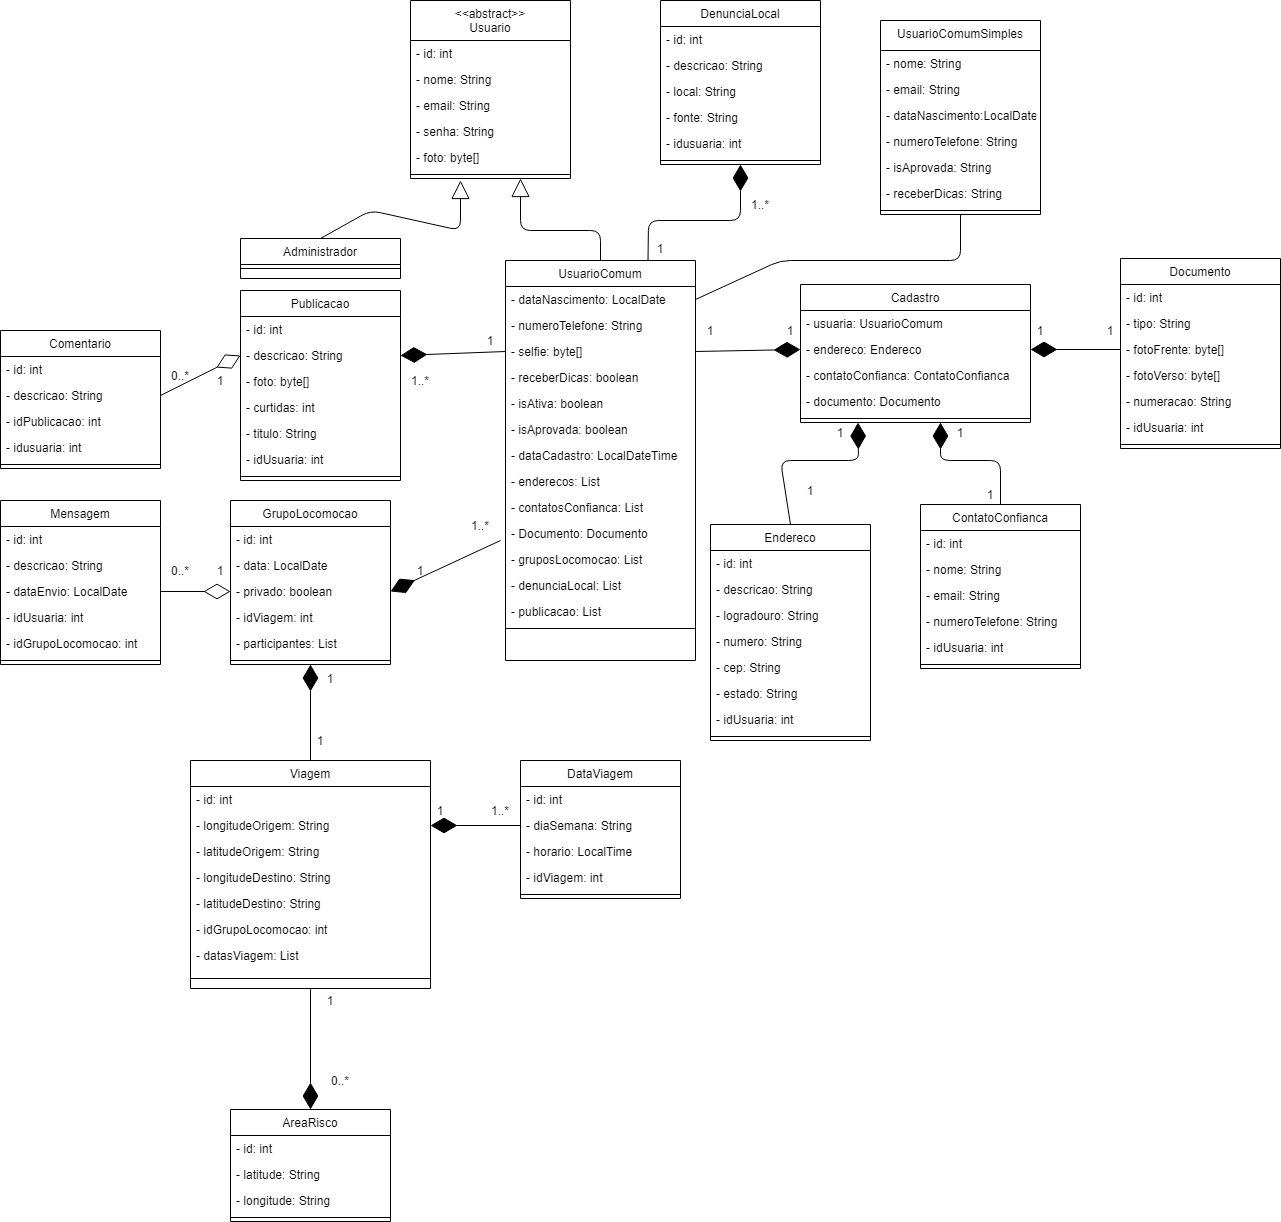 <<abstract>>
Usuario
- id: int
- nome: String
- email: String
- senha: String
- foto: byte[]
DenunciaLocal
- id: int
- descricao: String
- local: String
- fonte: String
- idusuaria: int
1..*
1
UsuarioComumSimples
- nome: String
- email: String
- dataNascimento:LocalDate
- numeroTelefone: String
- isAprovada: String
- receberDicas: String
Administrador
Publicacao
- id: int
- descricao: String
- foto: byte[]
- curtidas: int
- titulo: String
- idUsuaria: int
1
1..*
Comentario
- id: int
- descricao: String
- idPublicacao: int
- idusuaria: int
0..*
1
UsuarioComum
- dataNascimento: LocalDate
- numeroTelefone: String
- selfie: byte[]
- receberDicas: boolean
- isAtiva: boolean
- isAprovada: boolean
- dataCadastro: LocalDateTime
- enderecos: List
- contatosConfianca: List
- Documento: Documento
- gruposLocomocao: List
- denunciaLocal: List
- publicacao: List
1
1
Cadastro
- usuaria: UsuarioComum
- endereco: Endereco
- contatoConfianca: ContatoConfianca
- documento: Documento
1
1
Documento
- id: int
- tipo: String
- fotoFrente: byte[]
- fotoVerso: byte[]
- numeracao: String
- idUsuaria: int
1
1
1
1
Mensagem
- id: int
- descricao: String
- dataEnvio: LocalDate
- idUsuaria: int
- idGrupoLocomocao: int
0..*
1
GrupoLocomocao
- id: int
- data: LocalDate
- privado: boolean
- idViagem: int
- participantes: List
1
1..*
Endereco
- id: int
- descricao: String
- logradouro: String
- numero: String
- cep: String
- estado: String
- idUsuaria: int
ContatoConfianca
- id: int
- nome: String
- email: String
- numeroTelefone: String
- idUsuaria: int
1
1
Viagem
- id: int
- longitudeOrigem: String
- latitudeOrigem: String
- longitudeDestino: String
- latitudeDestino: String
- idGrupoLocomocao: int
- datasViagem: List
1
1..*
DataViagem
- id: int
- diaSemana: String
- horario: LocalTime
- idViagem: int
1
0..*
AreaRisco
- id: int
- latitude: String
- longitude: String